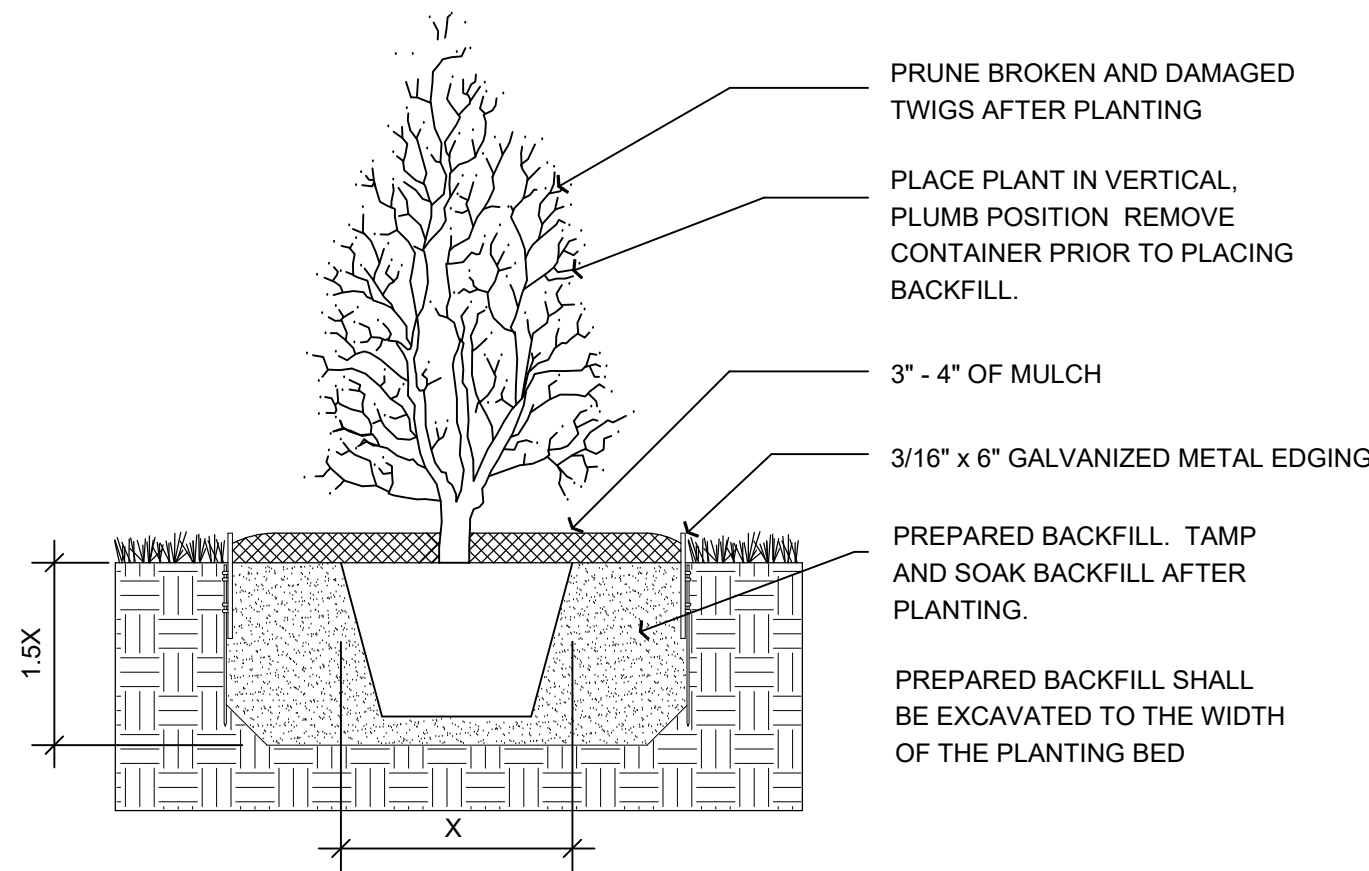 PRUNE BROKEN AND DAMAGED
TWIGS AFTER PLANTING
PLACE PLANT IN VERTICAL,
PLUMB POSITION  REMOVE
CONTAINER PRIOR TO PLACING
BACKFILL.
3" - 4" OF MULCH
3/16" x 6" GALVANIZED METAL EDGING
PREPARED BACKFILL.  TAMP
AND SOAK BACKFILL AFTER
PLANTING.
PREPARED BACKFILL SHALL
BE EXCAVATED TO THE WIDTH
OF THE PLANTING BED
1.5X
X